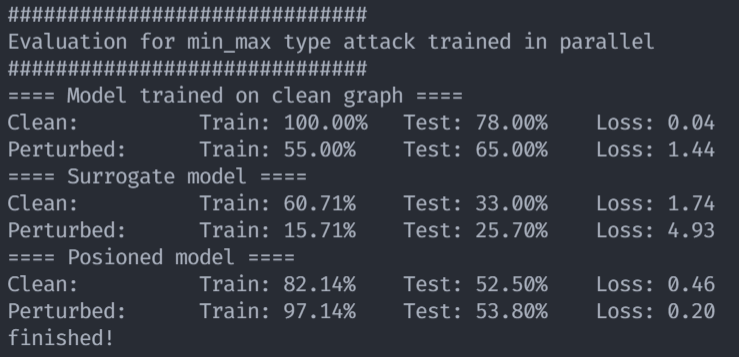 ##############################
Evaluation for min_max type attack trained in parallel
##############################
==== Model trained on clean graph ====
Clean: Train: 100.00% Test: 78.00% Loss: 0.04
Perturbed: Train: 55.00% Test: 65.00% Loss: 1.44
==== Surrogate model ====
Clean: Train: 60.71% Test: 33.00% Loss: 1.74
Perturbed: Train: 15.71% Test: 25.70% Loss: 4.93
==== Posioned model ====
Clean: Train: 82.14% Test: 52.50% Loss: 0.46
Perturbed: Train: 97.14% Test: 53.80% Loss: 0.20
finished!